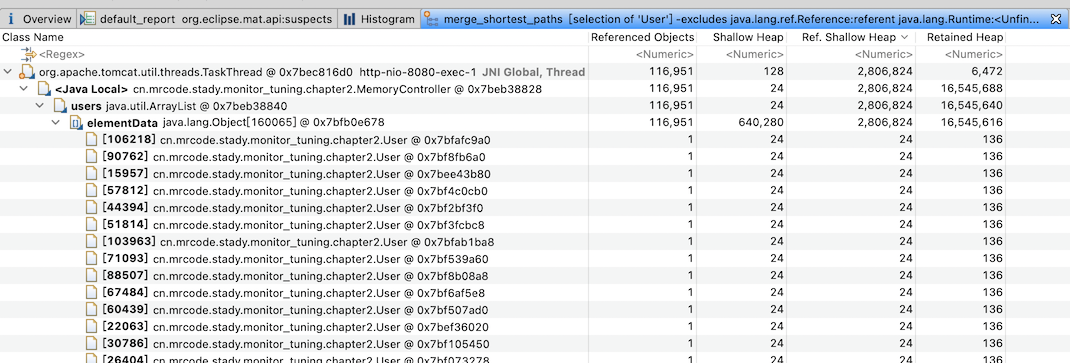 Overview default_report org.eclipse.mat.api:suspects Histogram merge_shortest_paths [selection of 'User'] -excludes java.lang.ref.Reference:referent java.lang.Runtime:<Unfin...
Class Name Referenced Objects Shallow Heap Ref. Shallow Heap Retained Heap
<Regex> <Numeric> <Numeric> <Numeric> <Numeric>
org.apache.tomcat.util.threads.TaskThread @ 0x7bec816d0 http-nio-8080-exec-1 JNI Global, Thread 116,951 128 2,806,824 6,472
<Java Local> cn.mrcode.stady.monitor_tuning.chapter2.MemoryController @ 0x7beb38828 116,951 24 2,806,824 16,545,688
users java.util.ArrayList @ 0x7beb38840 116,951 24 2,806,824 16,545,640
elementData java.lang.Object[160065] @ 0x7bfb0e678 116,951 640,280 2,806,824 16,545,616
[106218] cn.mrcode.stady.monitor_tuning.chapter2.User @ 0x7bfafc9a0 1 24 24 136
[90762] cn.mrcode.stady.monitor_tuning.chapter2.User @ 0x7bf8fb6a0 1 24 24 136
[15957] cn.mrcode.stady.monitor_tuning.chapter2.User @ 0x7bee43b80 1 24 24 136
[57812] cn.mrcode.stady.monitor_tuning.chapter2.User @ 0x7bf4c0cb0 1 24 24 136
[44394] cn.mrcode.stady.monitor_tuning.chapter2.User @ 0x7bf2bf3f0 1 24 24 136
[51814] cn.mrcode.stady.monitor_tuning.chapter2.User @ 0x7bf3fcbc8 1 24 24 136
[103963] cn.mrcode.stady.monitor_tuning.chapter2.User @ 0x7bfab1ba8 1 24 24 136
[71093] cn.mrcode.stady.monitor_tuning.chapter2.User @ 0x7bf539a60 1 24 24 136
[88507] cn.mrcode.stady.monitor_tuning.chapter2.User @ 0x7bf8b08a8 1 24 24 136
[67484] cn.mrcode.stady.monitor_tuning.chapter2.User @ 0x7bf6af5e8 1 24 24 136
[60439] cn.mrcode.stady.monitor_tuning.chapter2.User @ 0x7bf507ad0 1 24 24 136
[22063] cn.mrcode.stady.monitor_tuning.chapter2.User @ 0x7bef36020 1 24 24 136
[30786] cn.mrcode.stady.monitor_tuning.chapter2.User @ 0x7bf105450 1 24 24 136
[26404] cn.mrcode.stady.monitor_tuning.chapter2.User @ 0x7bf073278 1 24 24 136